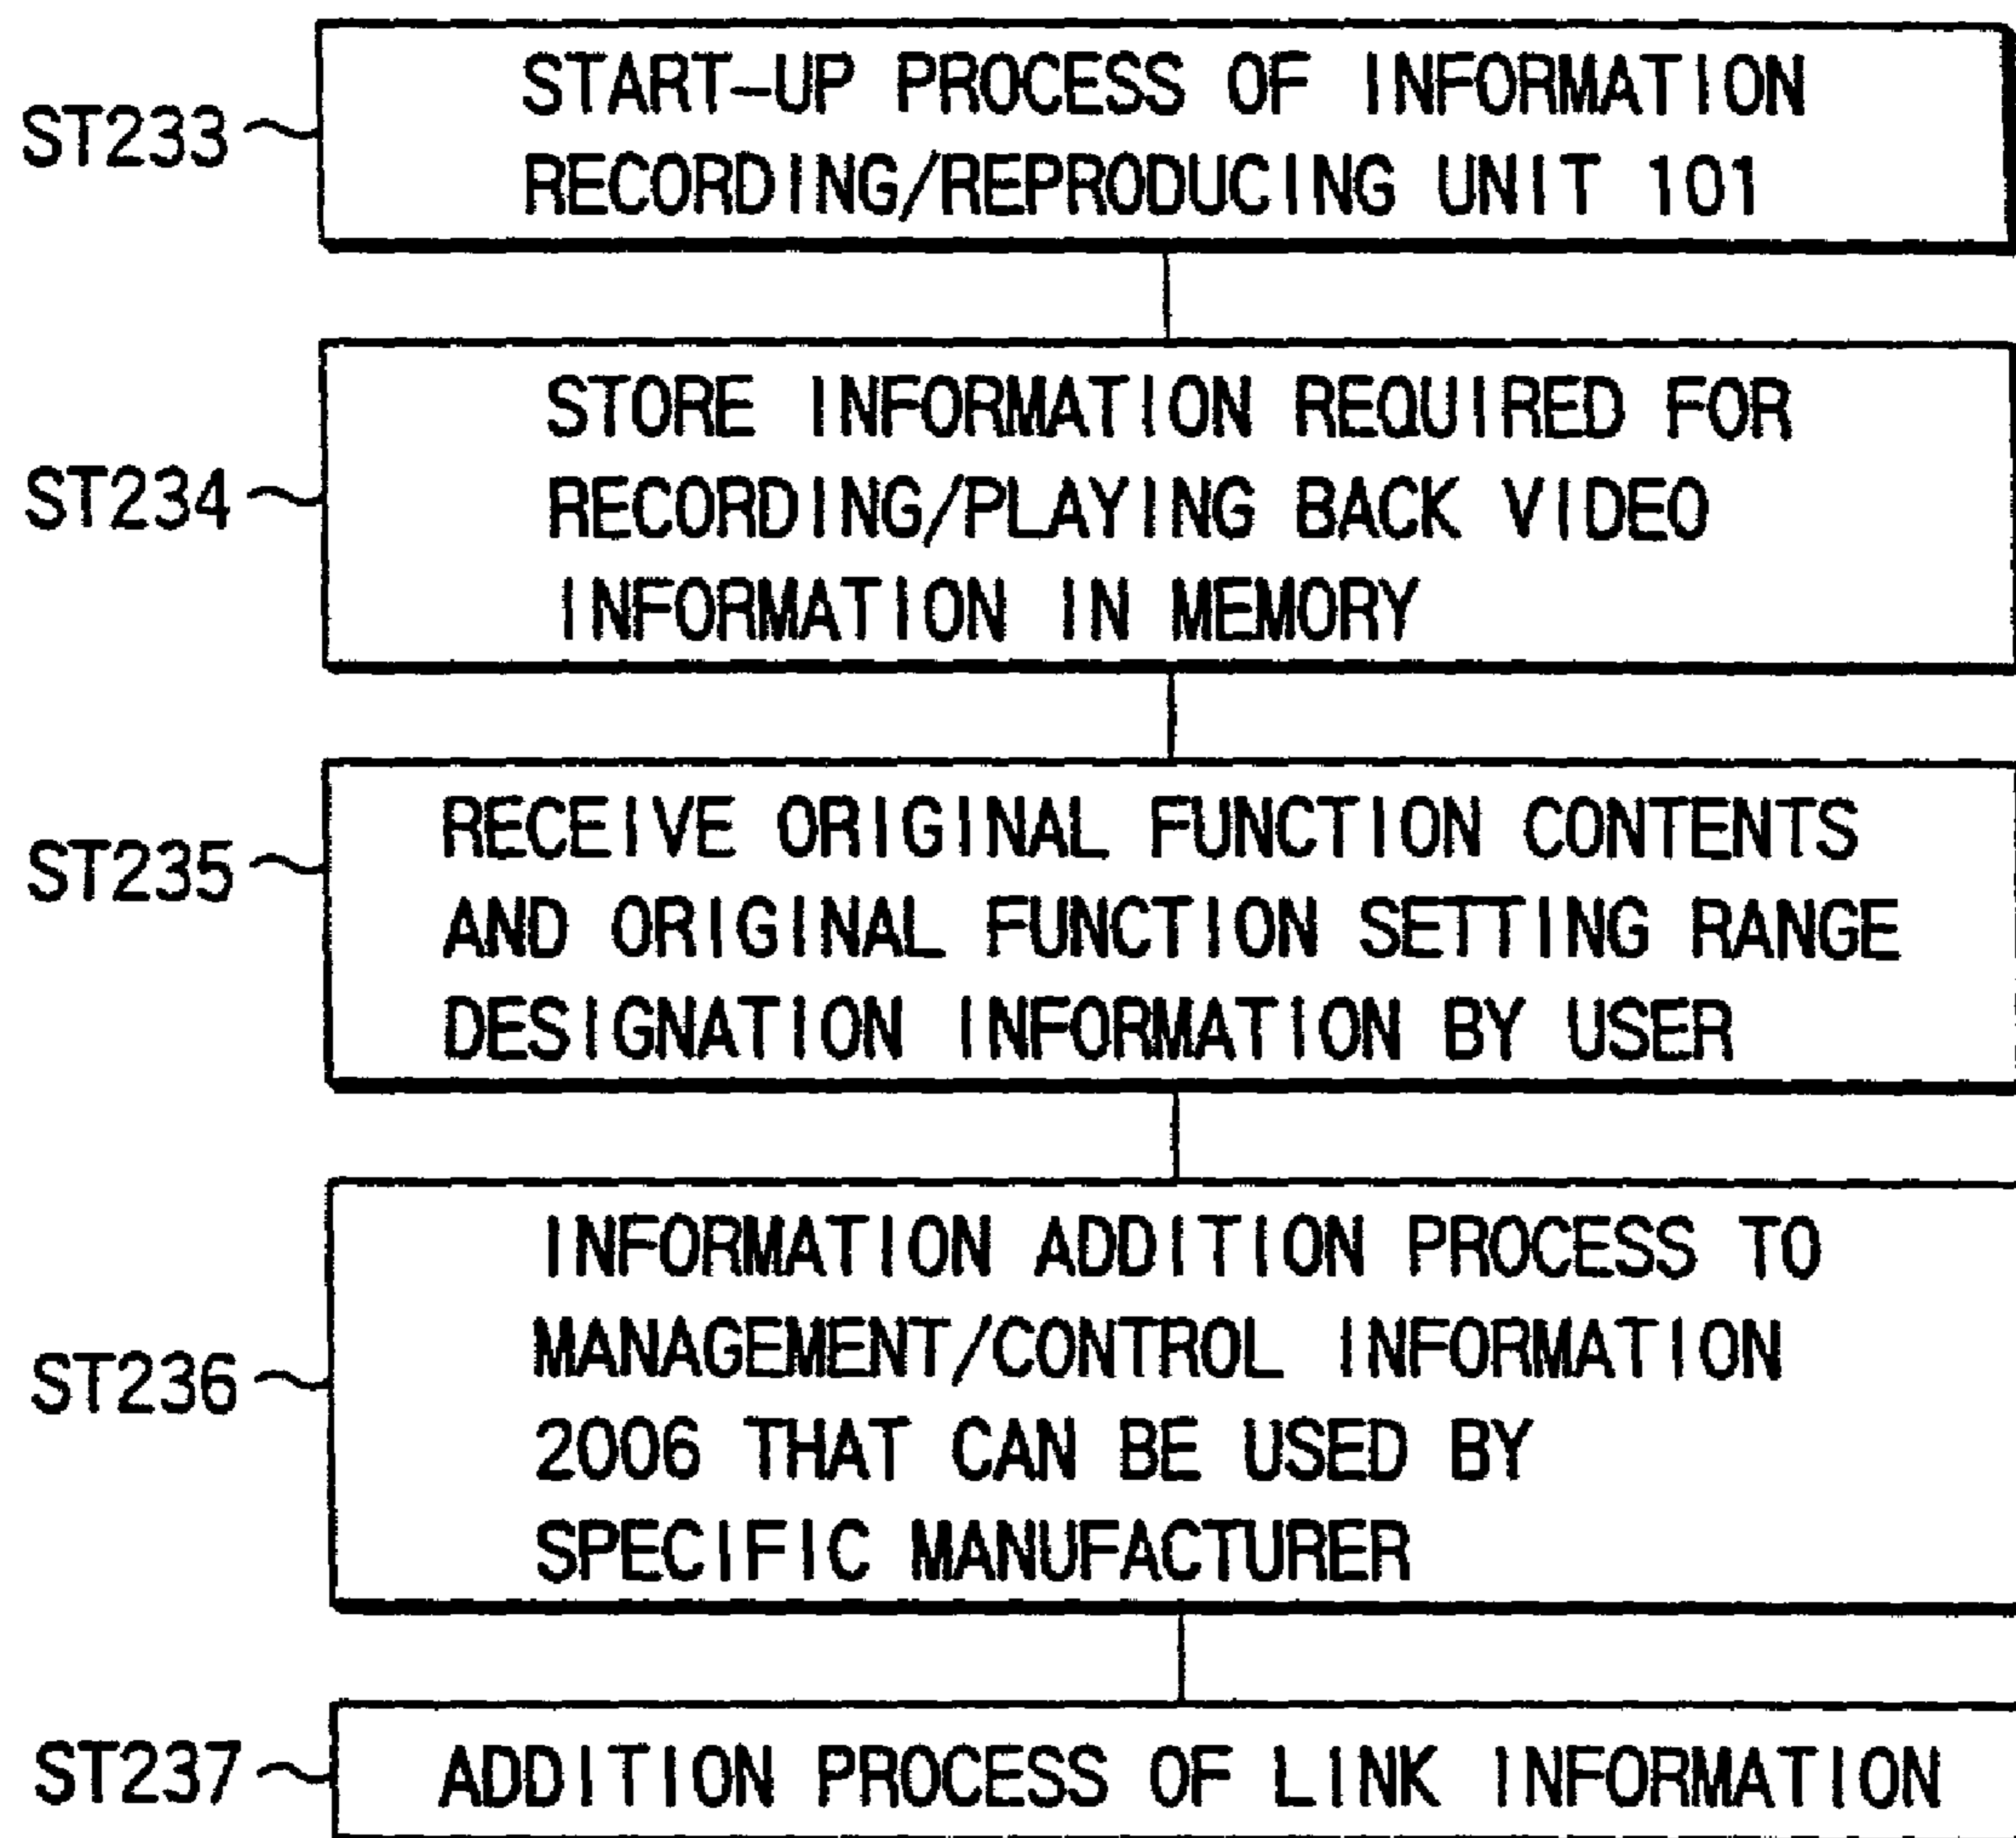 ST233
START-UP PROCESS OF INFORMATION
RECORDING/REPRODUCING UNIT 101
ST234
STORE INFORMATION REQUIRED FOR
RECORDING/PLAYING BACK VIDEO
INFORMATION IN MEMORY
ST235
RECEIVE ORIGINAL FUNCTION CONTENTS
AND ORIGINAL FUNCTION SETTING RANGE
DESIGNATION INFORMATION BY USER
ST236
INFORMATION ADDITION PROCESS TO
MANAGEMENT/CONTROL INFORMATION
2006 THAT CAN BE USED BY
SPECIFIC MANUFACTURER
ST237
ADDITION PROCESS OF LINK INFORMATION